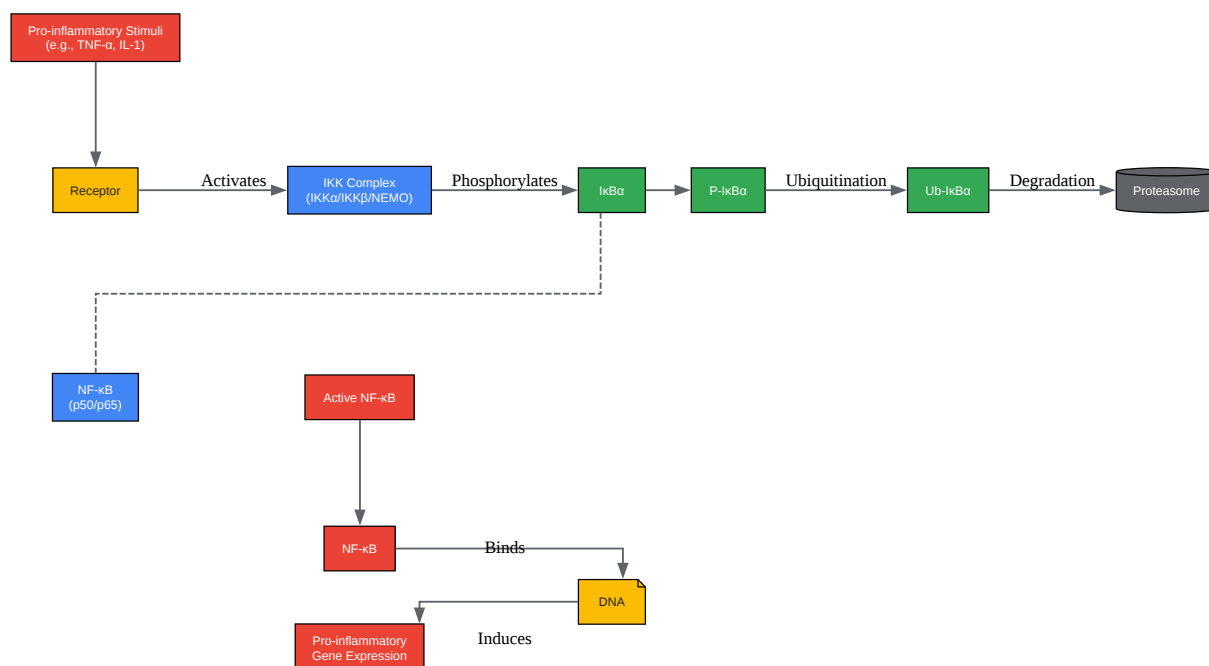 Pro-inflammatory Stimuli
(e.g., TNF-α, IL-1)
Receptor
Activates
IKK Complex
(IKKα/IKKβ/NEMO)
Phosphorylates
IκBα
P-IκBα
Ubiquitination
Ub-IκBα
Degradation
Proteasome
NF-κB
(p50/p65)
Active NF-κB
NF-κB
Binds
DNA
Pro-inflammatory
Gene Expression
Induces